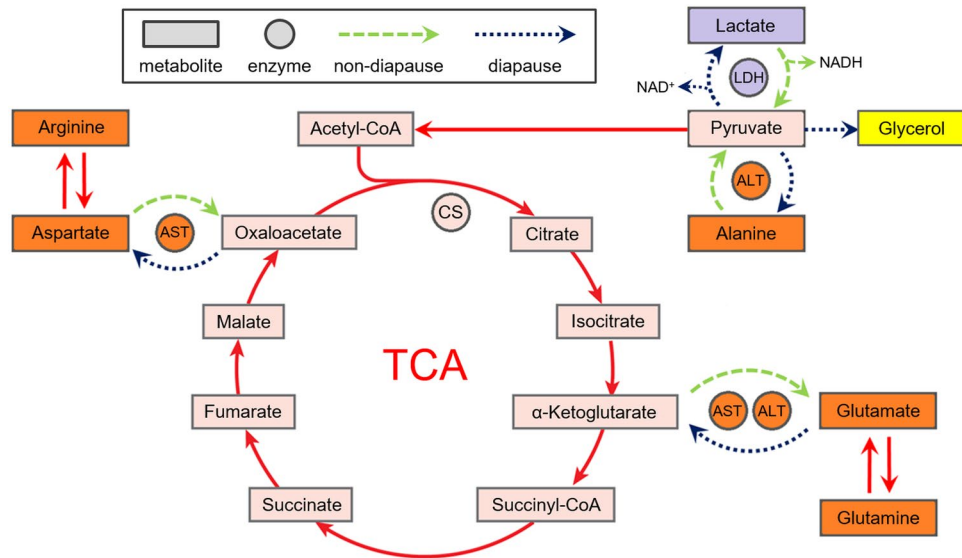 metabolite
enzyme
non-diapause
diapause
Lactate
LDH
NADH
NAD⁺
Arginine
Acetyl-CoA
Pyruvate
Glycerol
ALT
Aspartate
AST
Oxaloacetate
CS
Citrate
Alanine
Malate
Isocitrate
TCA
Fumarate
α-Ketoglutarate
AST
ALT
Glutamate
Succinate
Succinyl-CoA
Glutamine